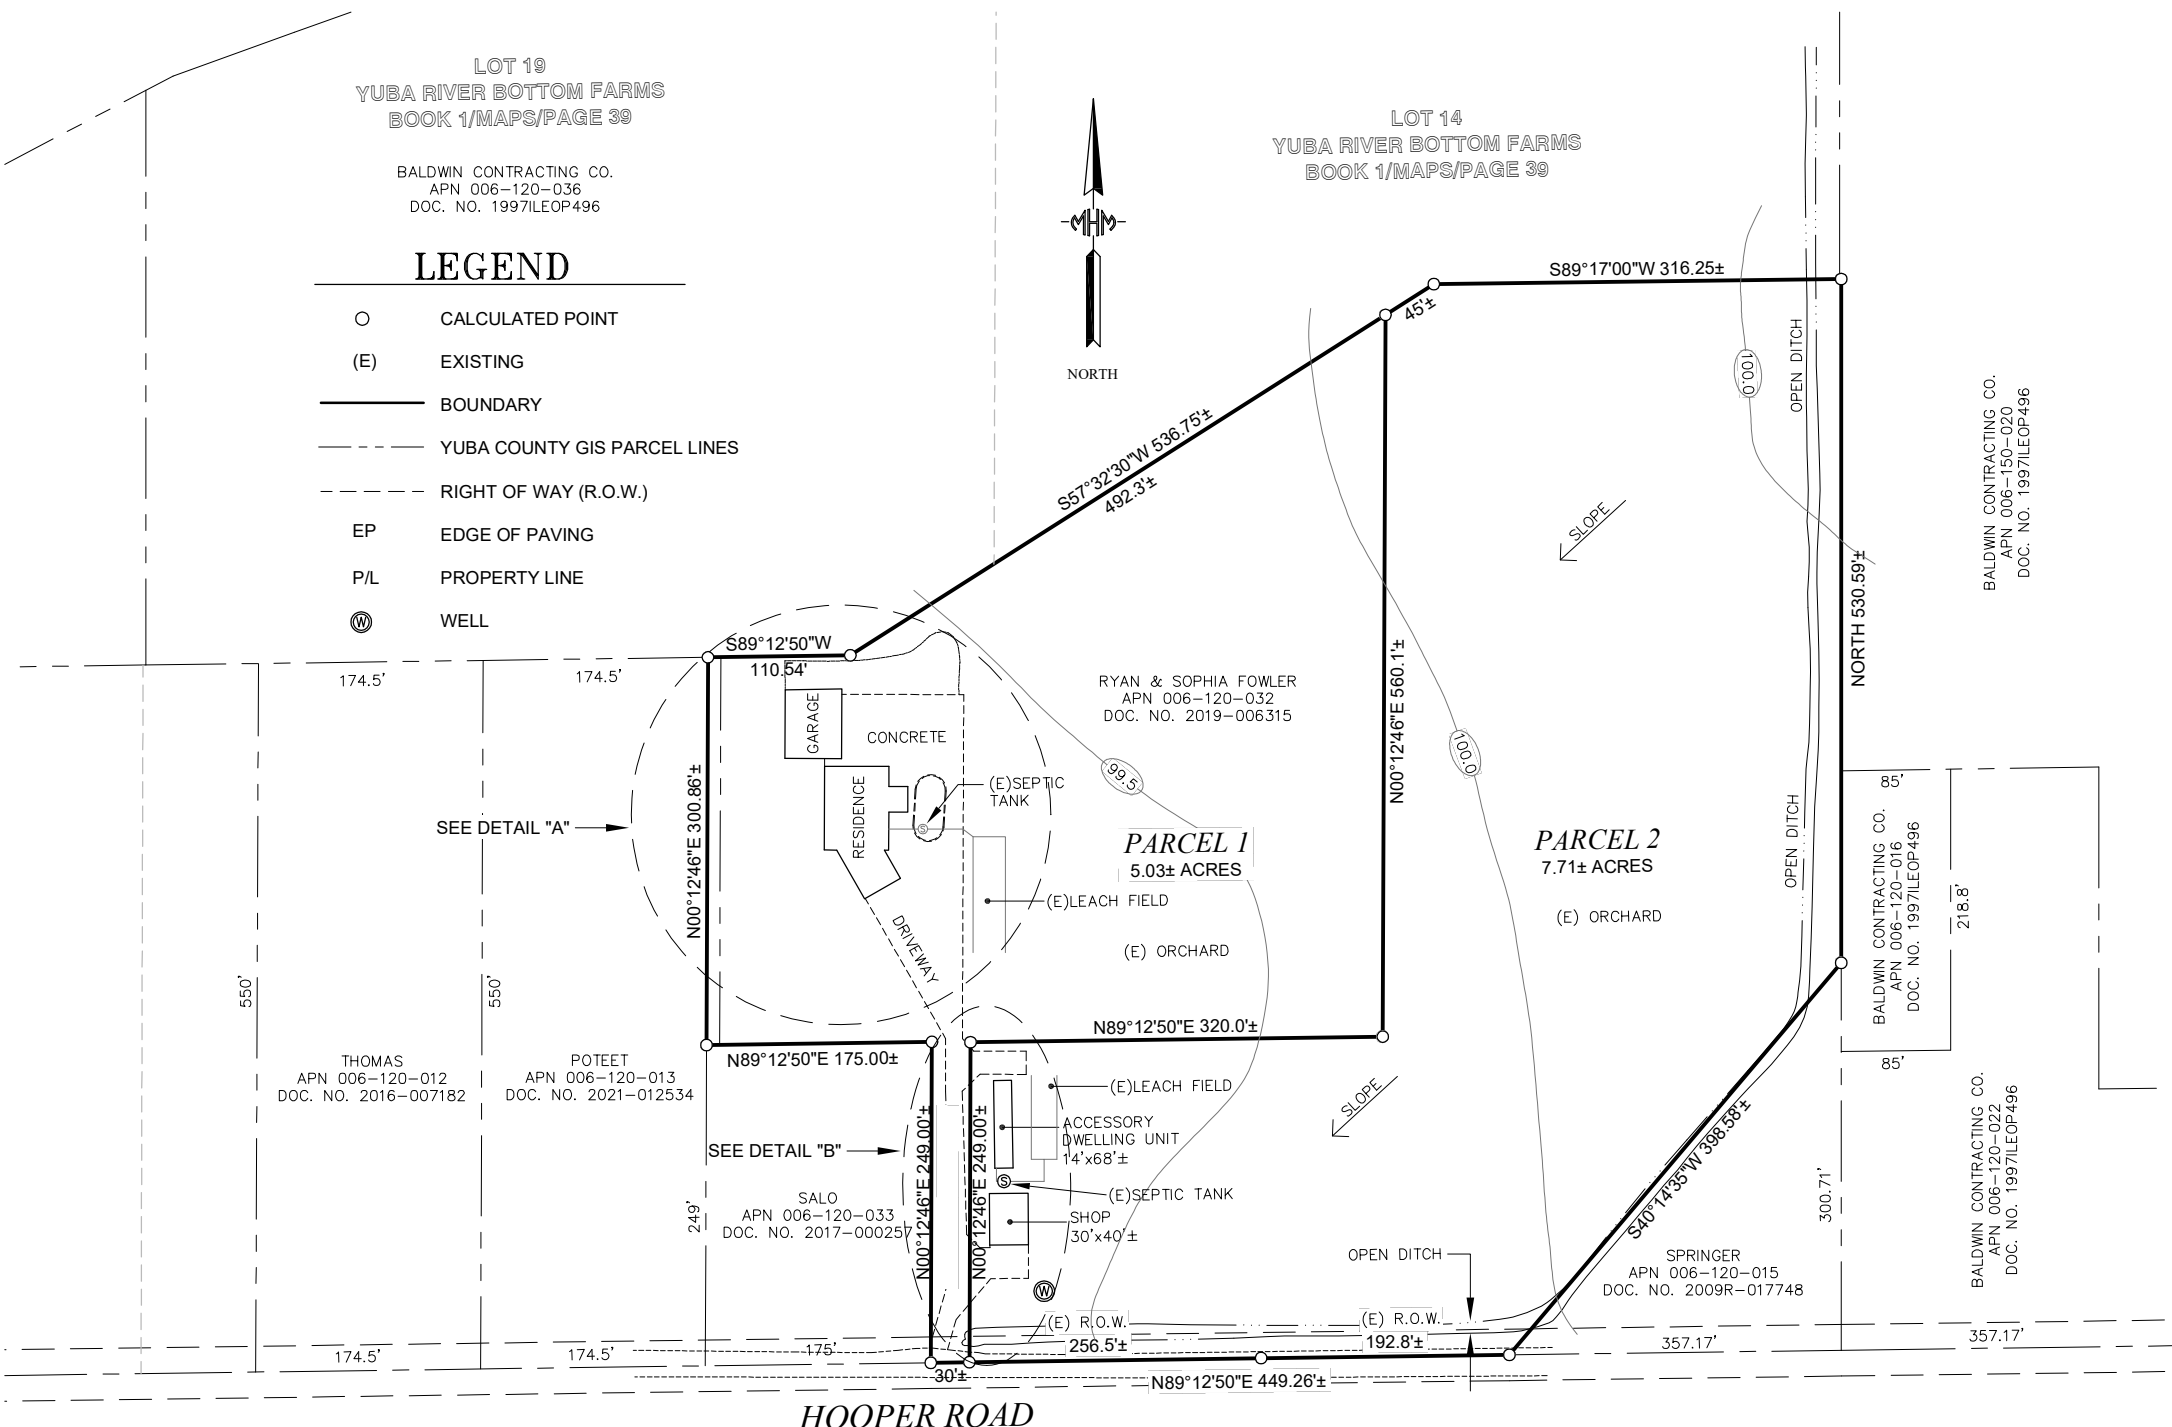 LOT 19
YUBA RIVER BOTTOM FARMS
BOOK 1/MAPS/PAGE 39
BALDWIN CONTRACTING CO.
APN 006-120-036
DOC. NO. 1997ILEOP496
LOT 14
YUBA RIVER BOTTOM FARMS
BOOK 1/MAPS/PAGE 39
MHM
NORTH
LEGEND
CALCULATED POINT
(E) EXISTING
BOUNDARY
YUBA COUNTY GIS PARCEL LINES
RIGHT OF WAY (R.O.W.)
EP EDGE OF PAVING
P/L PROPERTY LINE
W WELL
S89°17'00"W 316.25±
45'±
S57°32'30"W 536.75'±
492.3'±
100.0
OPEN DITCH
SLOPE
NORTH 530.59'±
BALDWIN CONTRACTING CO.
APN 006-150-020
DOC. NO. 1997ILEOP496
S89°12'50"W
110.54'
174.5'
174.5'
GARAGE
CONCRETE
RESIDENCE
(E)SEPTIC
TANK
S
SEE DETAIL "A"
N00°12'46"E 300.86'±
RYAN & SOPHIA FOWLER
APN 006-120-032
DOC. NO. 2019-006315
99.5
PARCEL 1
5.03± ACRES
(E)LEACH FIELD
(E) ORCHARD
DRIVEWAY
N00°12'46"E 560.1'±
100.0
PARCEL 2
7.71± ACRES
(E) ORCHARD
OPEN DITCH
85'
BALDWIN CONTRACTING CO.
APN 006-120-016
DOC. NO. 1997ILEOP496
218.8'
85'
550'
550'
THOMAS
APN 006-120-012
DOC. NO. 2016-007182
POTEET
APN 006-120-013
DOC. NO. 2021-012534
N89°12'50"E 175.00±
N89°12'50"E 320.0'±
(E)LEACH FIELD
ACCESSORY
DWELLING UNIT
14'x68'±
SLOPE
SEE DETAIL "B"
N00°12'46"E 249.00'±
N00°12'46"E 249.00'±
S
(E)SEPTIC TANK
SHOP
30'x40'±
W
249'
SALO
APN 006-120-033
DOC. NO. 2017-000257
S40°14'35"W 398.58'±
OPEN DITCH
SPRINGER
APN 006-120-015
DOC. NO. 2009R-017748
300.71'
BALDWIN CONTRACTING CO.
APN 006-120-022
DOC. NO. 1997ILEOP496
(E) R.O.W.
(E) R.O.W.
174.5'
174.5'
175'
256.5'±
192.8'±
357.17'
357.17'
30'±
N89°12'50"E 449.26'±
HOOPER ROAD